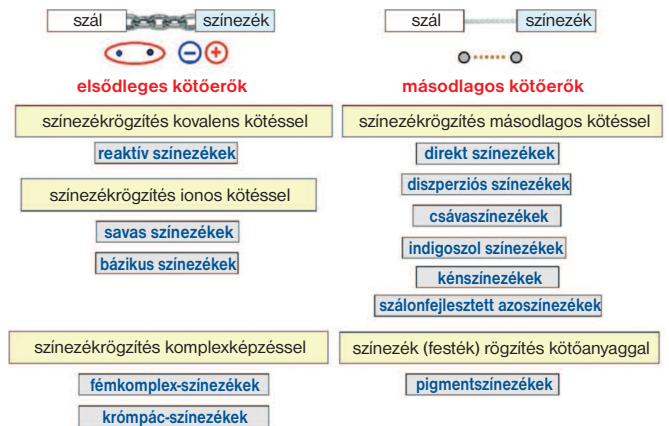 szál színezék
elsődleges kötőerők
színezékrögzítés kovalens kötéssel
reaktív színezékek
színezékrögzítés ionos kötéssel
savas színezékek
bázikus színezékek
színezékrögzítés komplexképzéssel
fémkomplex-színezékek
krómpác-színezékek
szál színezék
másodlagos kötőerők
színezékrögzítés másodlagos kötéssel
direkt színezékek
diszperziós színezékek
csávaszínezékek
indigoszol színezékek
kénszínezékek
szálonfejlesztett azoszínezékek
színezék (festék) rögzítés kötőanyaggal
pigmentszínezékek